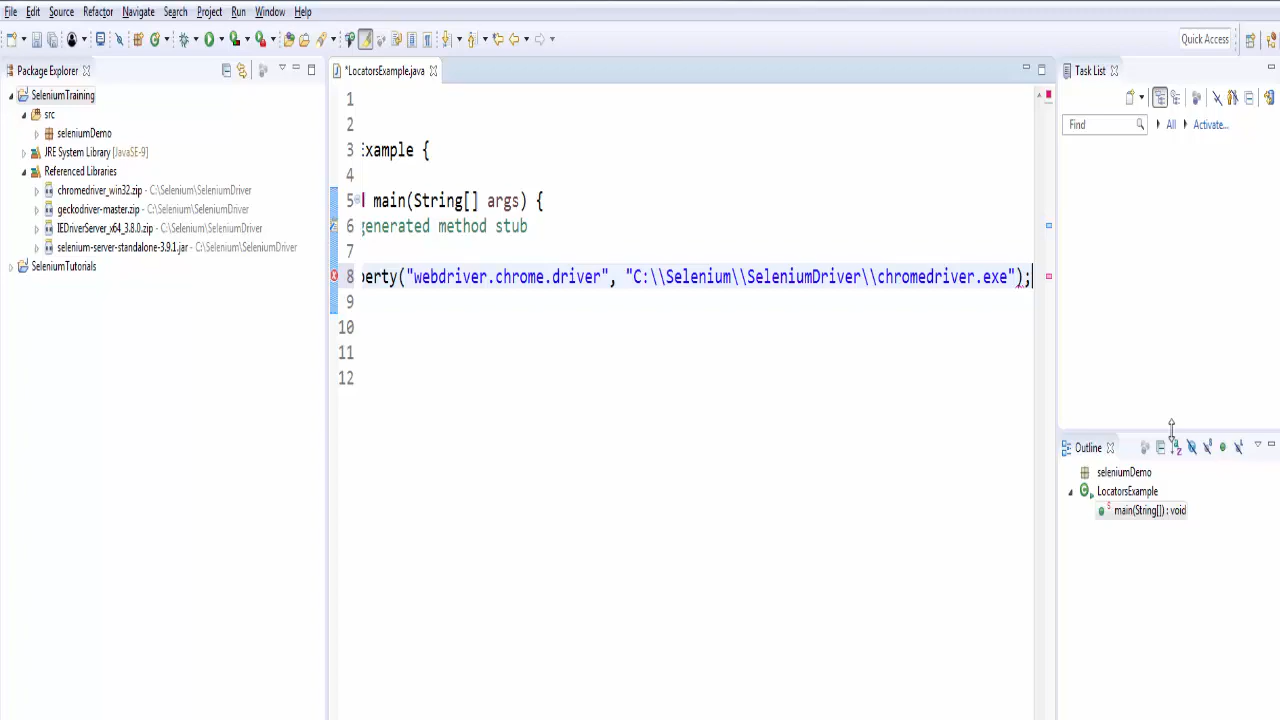 File Edit Source Refactor Navigate Search Project Run Window Help
Quick Access
Package Explorer
SeleniumTraining
src
seleniumDemo
JRE System Library [JavaSE-9]
Referenced Libraries
chromedriver_win32.zip - C:\Selenium\SeleniumDriver
geckodriver-master.zip - C:\Selenium\SeleniumDriver
IEDriverServer_x64_3.8.0.zip - C:\Selenium\SeleniumDriver
selenium-server-standalone-3.9.1.jar - C:\Selenium\SeleniumDriver
SeleniumTutorials
*LocatorsExample.java
1
2
3 Example {
4
5 main(String[] args) {
6 generated method stub
7
8 perty("webdriver.chrome.driver", "C:\\Selenium\\SeleniumDriver\\chromedriver.exe");
9
10
11
12
Task List
Find All Activate...
Outline
seleniumDemo
LocatorsExample
main(String[]) : void